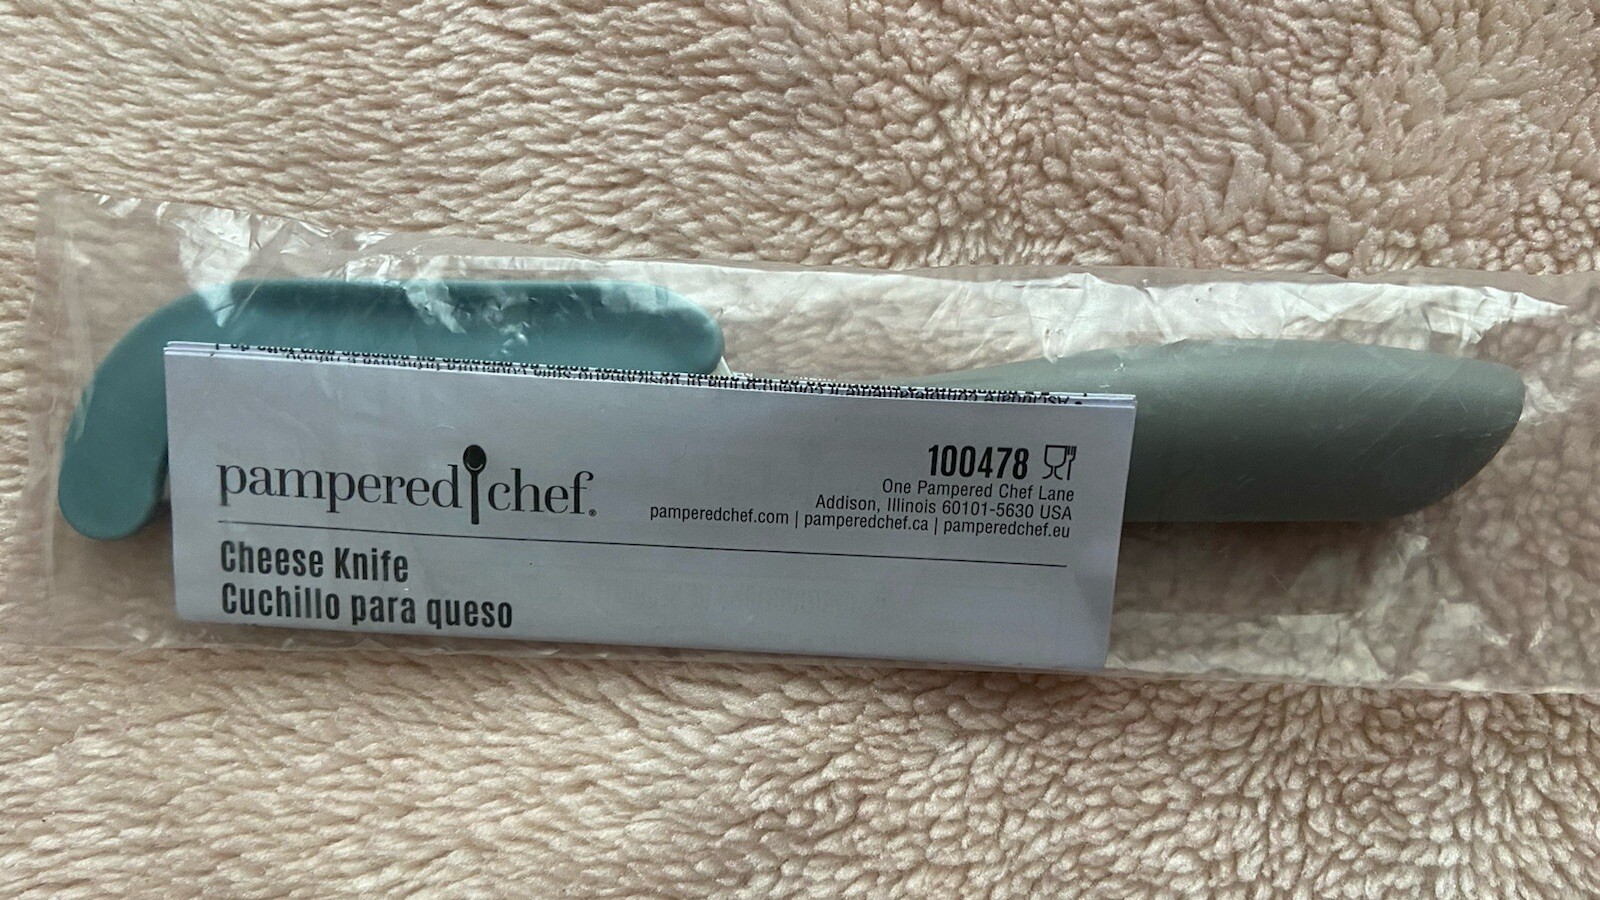 pampered chef®
100478
One Pampered Chef Lane
Addison, Illinois 60101-5630 USA
pamperedchef.com | pamperedchef.ca | pamperedchef.eu
Cheese Knife
Cuchillo para queso